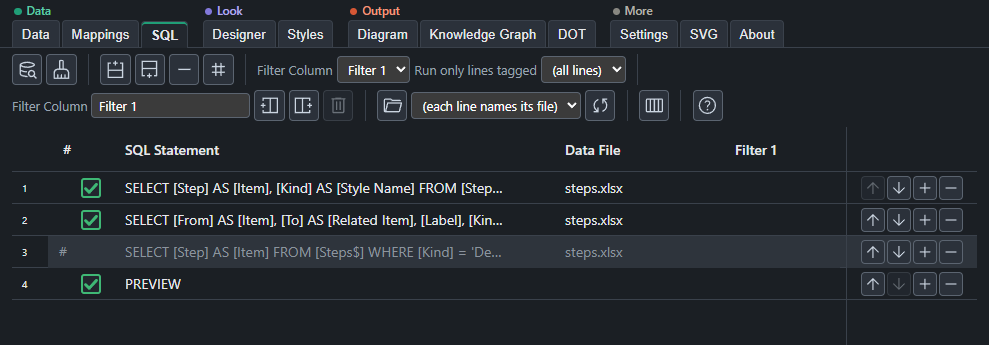 Data Look Output More
Data Mappings SQL Designer Styles Diagram Knowledge Graph DOT Settings SVG About
Filter Column Filter 1 Run only lines tagged (all lines)
Filter Column Filter 1 (each line names its file)
# SQL Statement Data File Filter 1
1 SELECT [Step] AS [Item], [Kind] AS [Style Name] FROM [Step... steps.xlsx
2 SELECT [From] AS [Item], [To] AS [Related Item], [Label], [Kin... steps.xlsx
3 # SELECT [Step] AS [Item] FROM [Steps$] WHERE [Kind] = 'De... steps.xlsx
4 PREVIEW